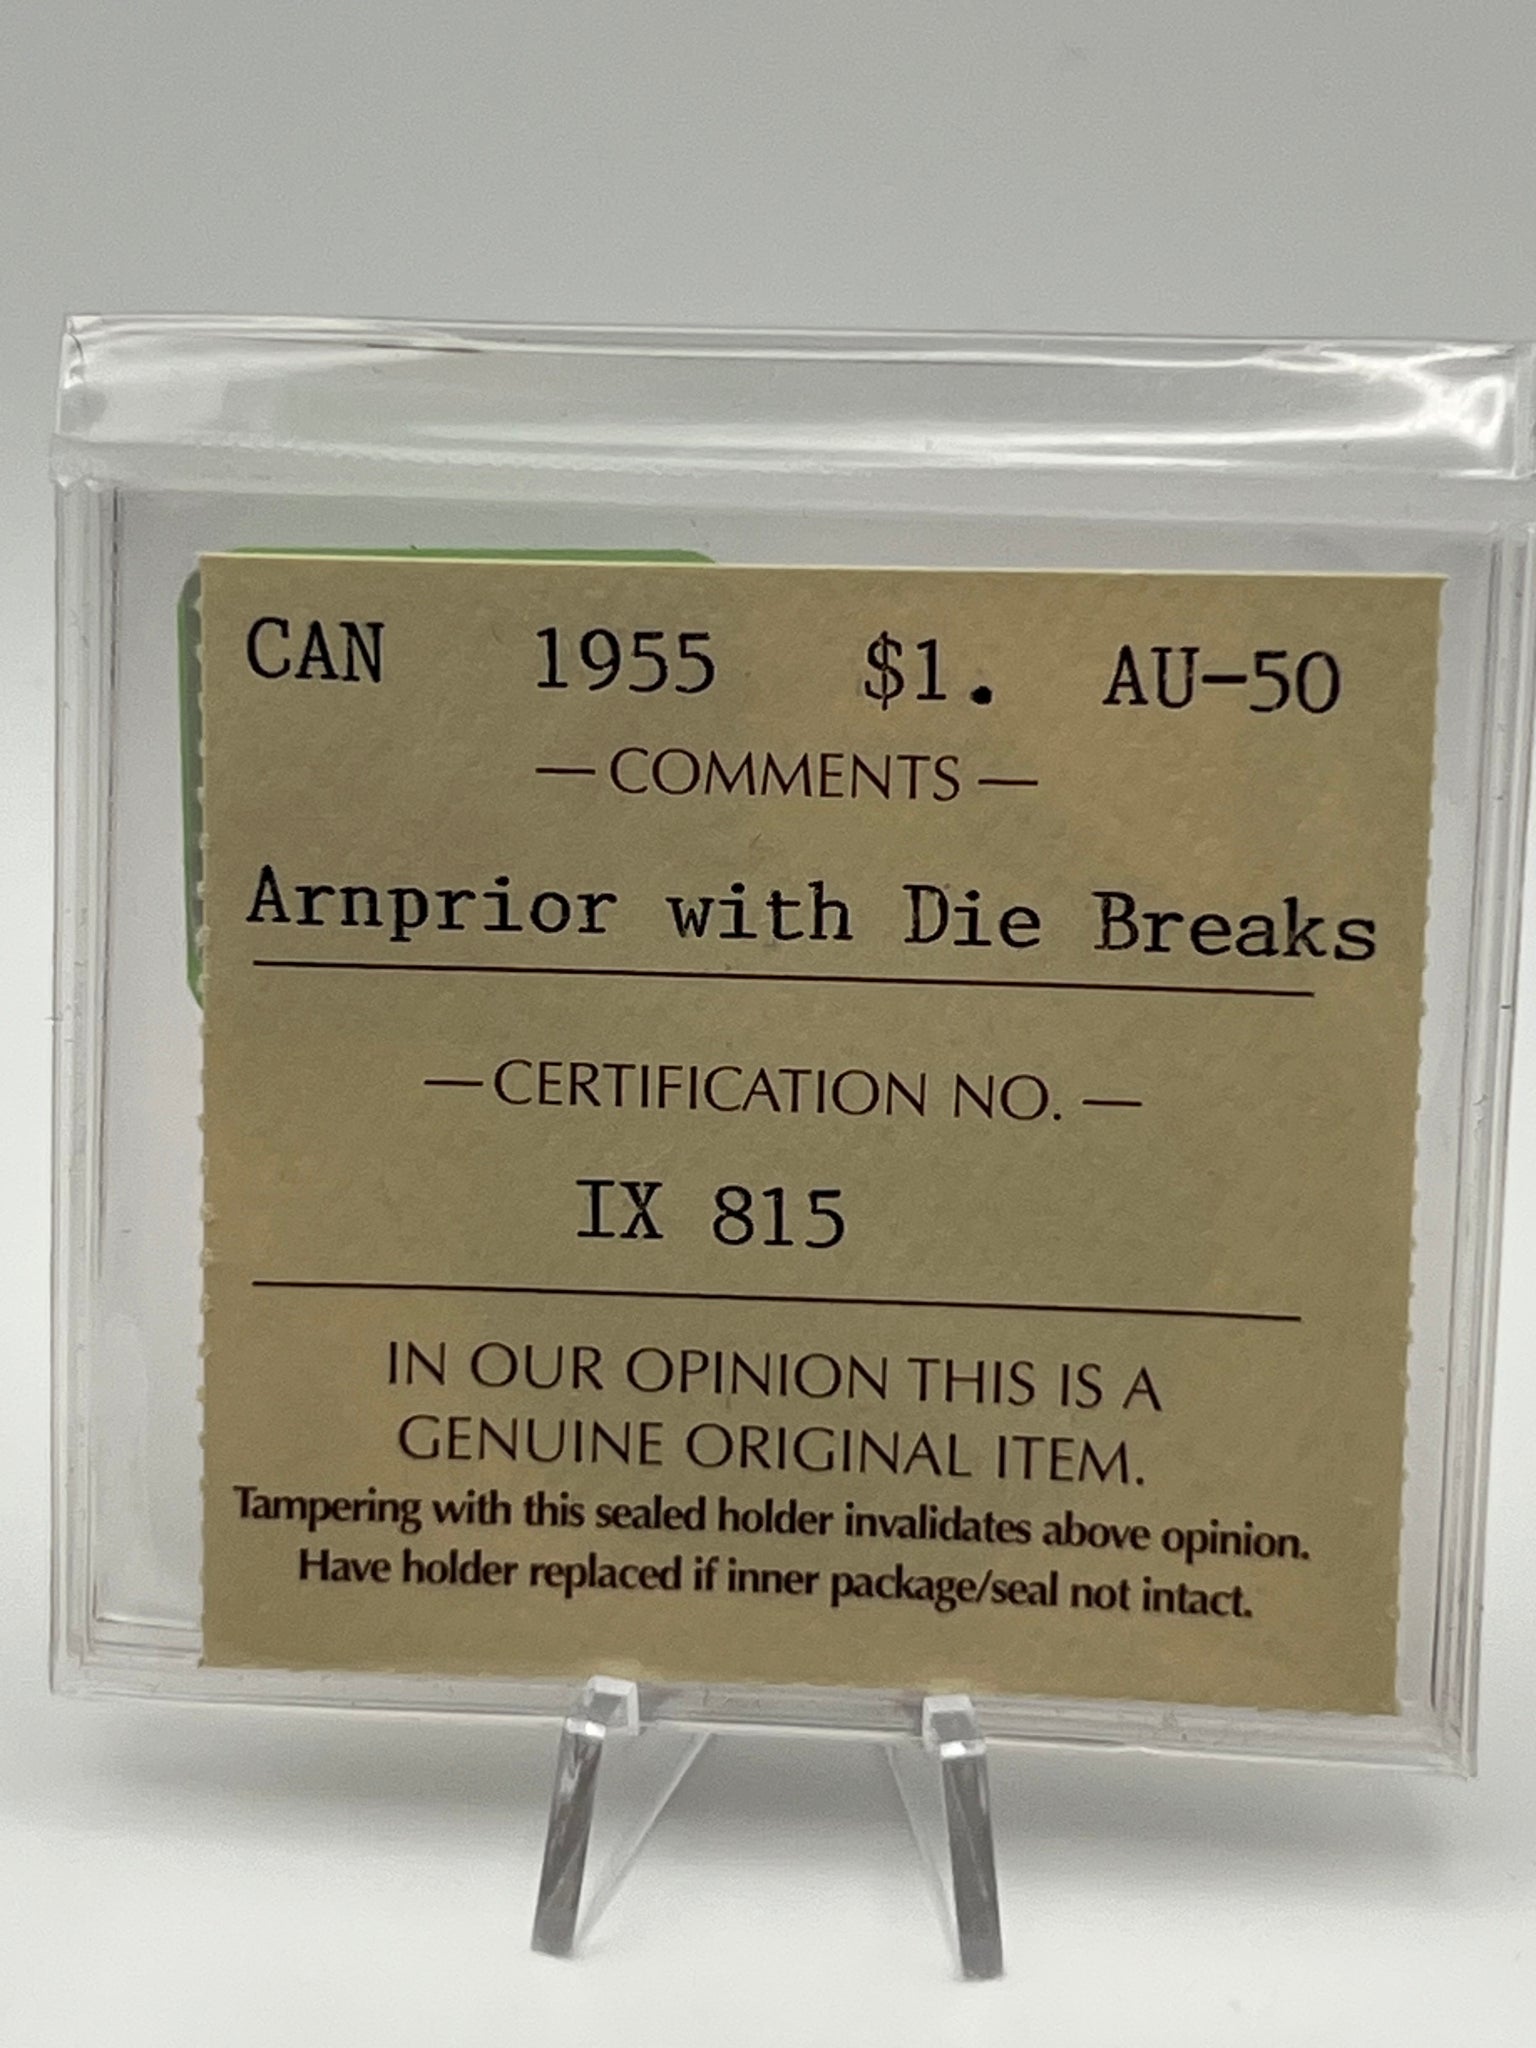 CAN 1955 $1. AU-50
— COMMENTS —
Arnprior with Die Breaks
— CERTIFICATION NO. —
IX 815
IN OUR OPINION THIS IS A
GENUINE ORIGINAL ITEM.
Tampering with this sealed holder invalidates above opinion.
Have holder replaced if inner package/seal not intact.